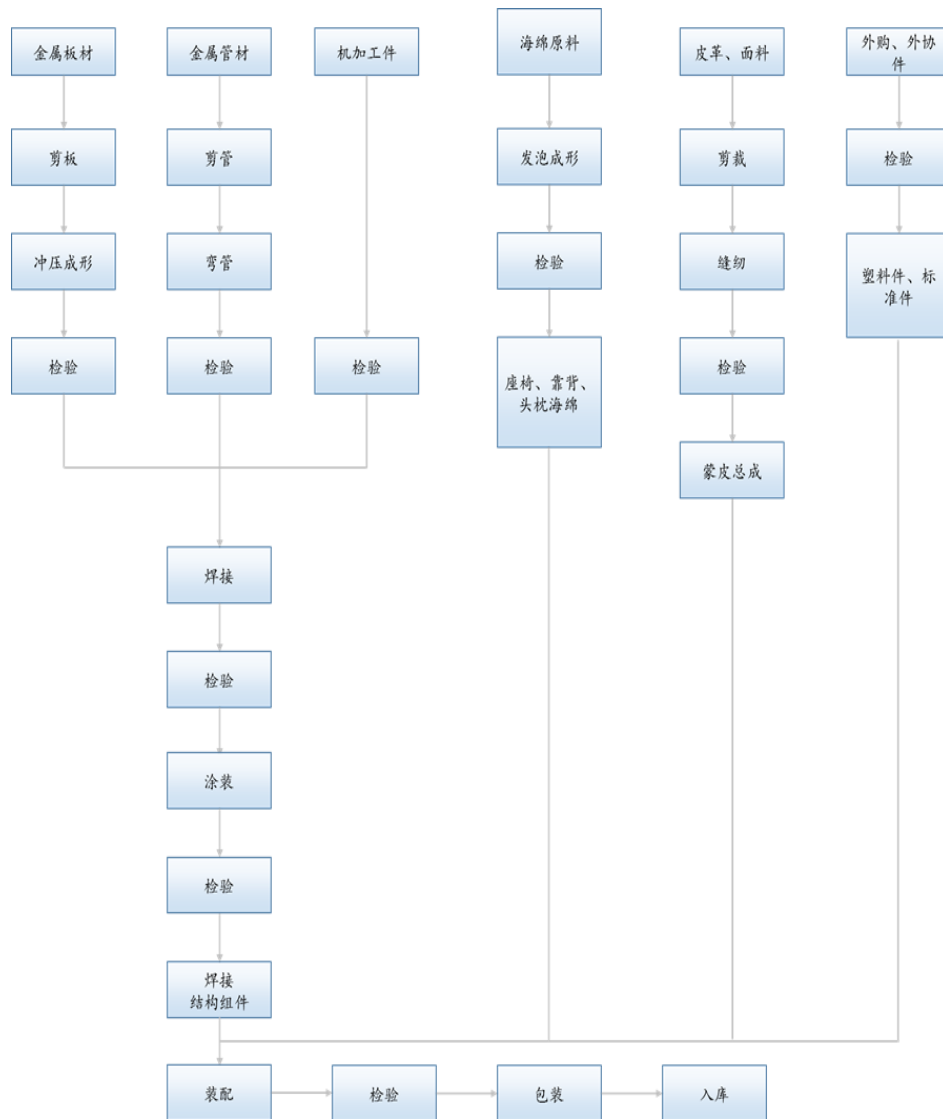 金属板材
金属管材
机加工件
海绵原料
皮革、面料
外购、外协
件
剪板
剪管
发泡成形
剪裁
检验
冲压成形
弯管
检验
缝纫
塑料件、标
准件
检验
检验
检验
座椅、靠背、
头枕海绵
检验
蒙皮总成
焊接
检验
涂装
检验
焊接
结构组件
装配
检验
包装
入库